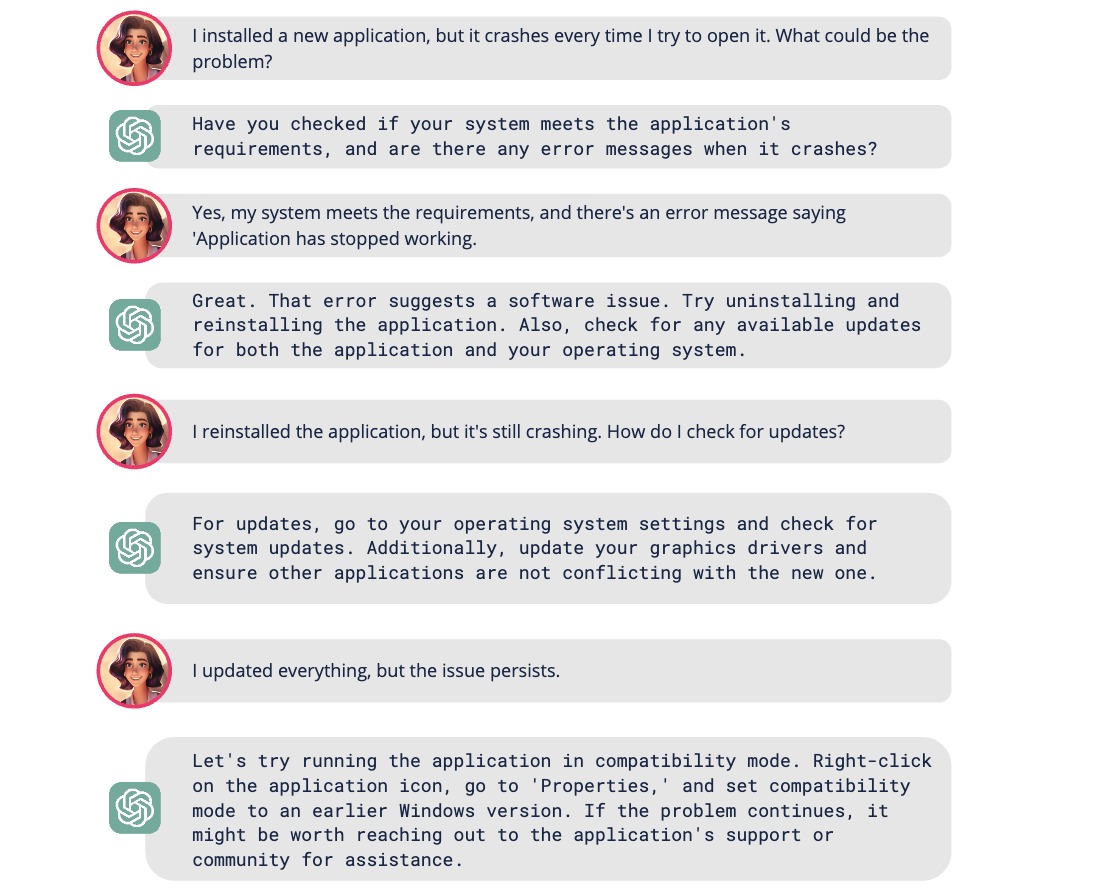 I installed a new application, but it crashes every time I try to open it. What could be the
problem?
Have you checked if your system meets the application's
requirements, and are there any error messages when it crashes?
Yes, my system meets the requirements, and there's an error message saying
'Application has stopped working.
Great. That error suggests a software issue. Try uninstalling and
reinstalling the application. Also, check for any available updates
for both the application and your operating system.
I reinstalled the application, but it's still crashing. How do I check for updates?
For updates, go to your operating system settings and check for
system updates. Additionally, update your graphics drivers and
ensure other applications are not conflicting with the new one.
I updated everything, but the issue persists.
Let's try running the application in compatibility mode. Right-click
on the application icon, go to 'Properties,' and set compatibility
mode to an earlier Windows version. If the problem continues, it
might be worth reaching out to the application's support or
community for assistance.